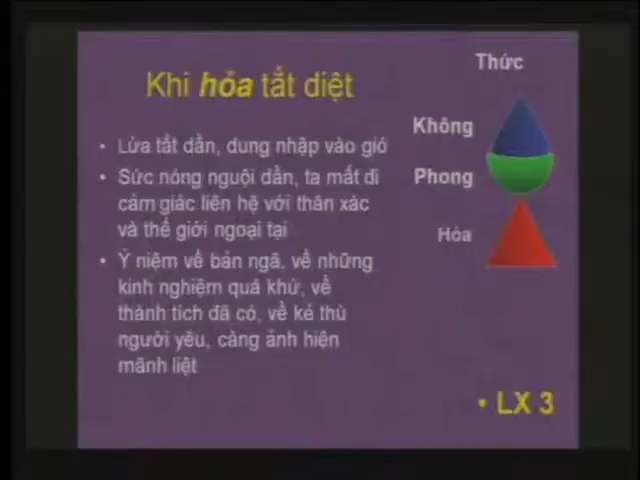 Khi hỏa tắt diệt
• Lửa tắt dần, dung nhập vào gió
• Sức nóng nguội dần, ta mất đi
cảm giác liên hệ với thân xác
và thế giới ngoại tại
• Ý niệm về bản ngã, về những
kinh nghiệm quá khứ, về
thành tích đã có, về kẻ thù
người yêu, càng ảnh hiện
mãnh liệt
Thức
Không
Phong
Hỏa
• LX 3